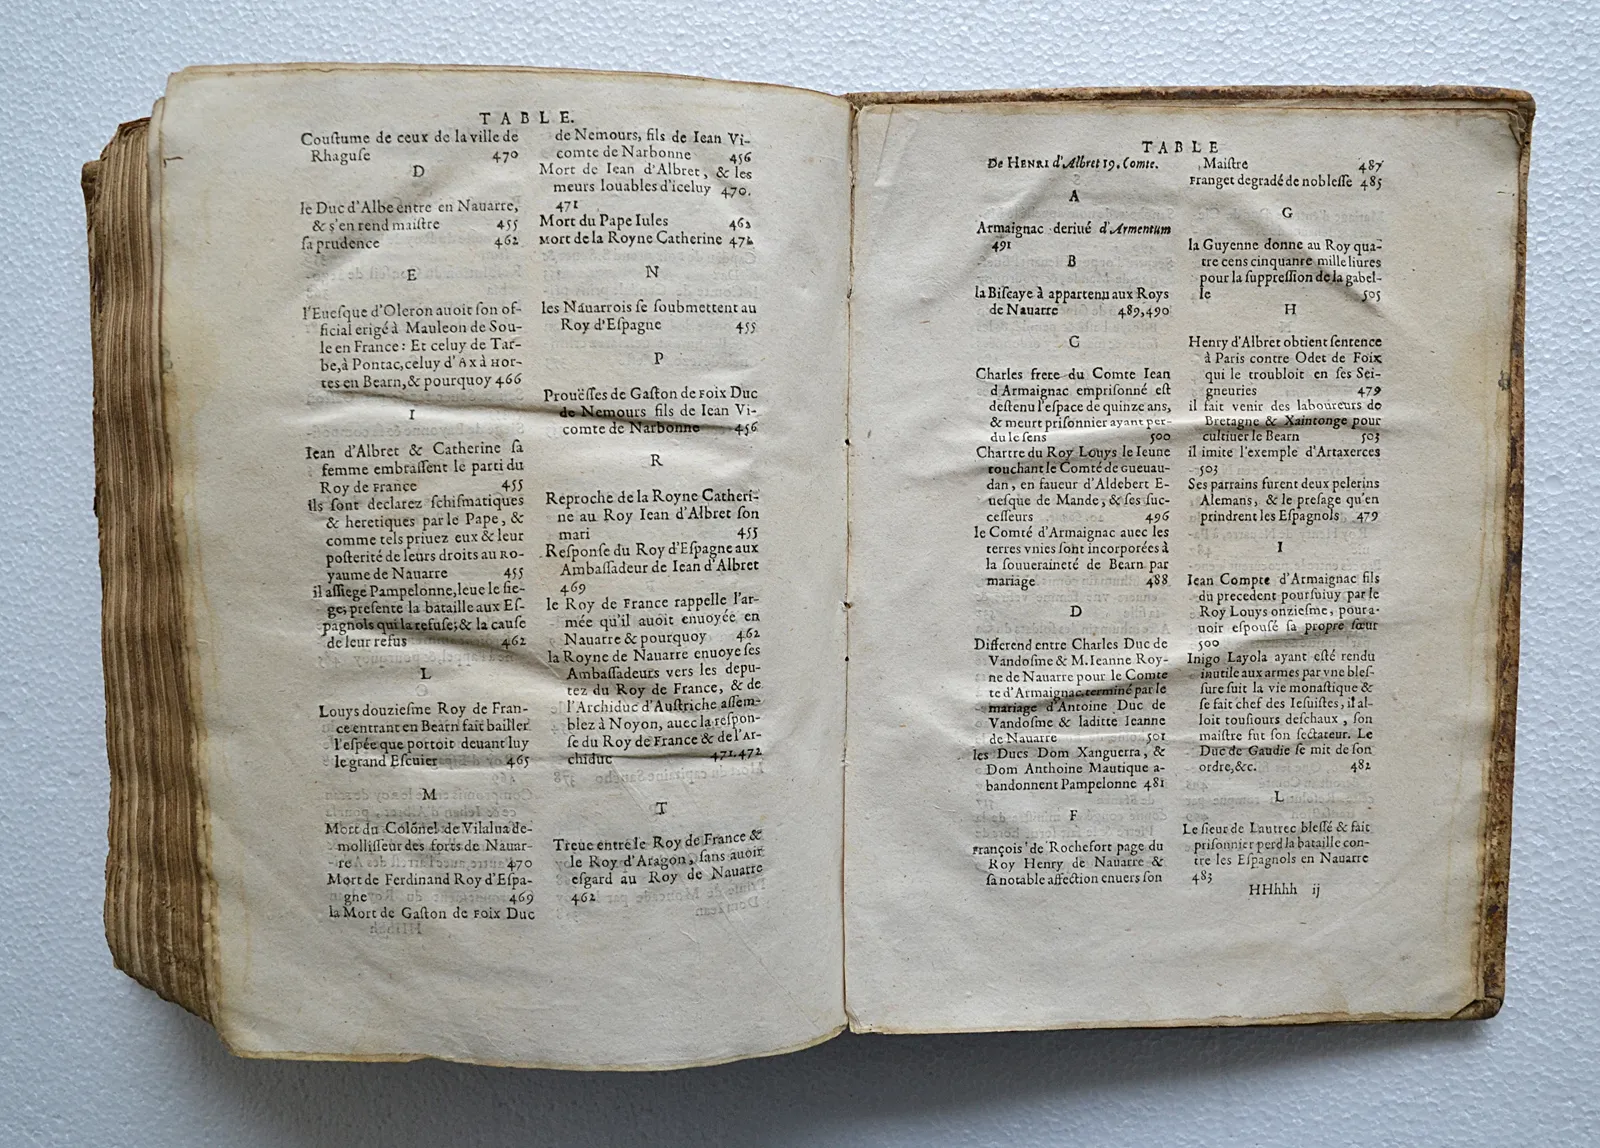 TABLE.
Couſtume de ceux de la ville de
Rhaguſe 470
D
le Duc d'Albe entre en Nauarre,
& s'en rend maiſtre 455
ſa prudence 462
E
l'Eueſque d'Oleron auoit ſon of-
ficial erigé à Mauleon de Sou-
le en France : Et celuy de Tar-
be, à Pontac, celuy d'Ax à Hor-
tes en Bearn, & pourquoy 466
I
Iean d'Albret & Catherine ſa
femme embraſſent le parti du
Roy de France 455
ils ſont declarez ſchiſmatiques
& heretiques par le Pape, &
comme tels priuez eux & leur
poſterité de leurs droits au Ro-
yaume de Nauarre 455
il aſſiege Pampelonne, leue le ſie-
ge; preſente la bataille aux Eſ-
pagnols qui la refuſe; & la cauſe
de leur refus 462
L
Louys douzieſme Roy de Fran-
ce entrant en Bearn fait bailler
l'eſpée que portoit deuant luy
le grand Eſcuier 465
M
Mort du Colõnel de Vilalua de-
molliſſeur des forts de Nauar-
re 470
Mort de Ferdinand Roy d'Eſpa-
ghe 469
la Mort de Gaſton de Foix Duc
de Nemours, fils de Iean Vi-
comte de Narbonne 456
Mort de Iean d'Albret, & les
meurs louables d'iceluy 470.
471
Mort du Pape Iules 462
Mort de la Royne Catherine 472
N
les Nauarrois ſe ſoubmettent au
Roy d'Eſpagne 455
P
Prouëſſes de Gaſton de Foix Duc
de Nemours fils de Iean Vi-
comte de Narbonne 456
R
Reproche de la Royne Catheri-
ne au Roy Iean d'Albret ſon
mari 455
Reſponſe du Roy d'Eſpagne aux
Ambaſſadeur de Iean d'Albret
469
le Roy de France rappelle l'ar-
mée qu'il auoit enuoyée en
Nauarre & pourquoy 462
la Royne de Nauarre enuoye ſes
Ambaſſadeurs vers les depu-
tez du Roy de France, & de
l'Archiduc d'Auſtriche aſſem-
blez à Noyon, auec la reſpon-
ſe du Roy de France & de l'Ar-
chiduc 471.472
T
Treue entre le Roy de France &
le Roy d'Aragon, ſans auoir
eſgard au Roy de Nauarre
462
TABLE
De HENRI d'Albret 19. Comte.
A
Armaignac deriué d'Armentum
491
B
la Biſcaye à appartenu aux Roys
de Nauarre 489,490
C
Charles frere du Comte Iean
d'Armaignac empriſonné eſt
deſtenu l'eſpace de quinze ans,
& meurt priſonnier ayant per-
du le ſens 500
Chartre du Roy Louys le Ieune
touchant le Comté de Gueuau-
dan, en faueur d'Aldebert E-
ueſque de Mande, & ſes ſuc-
ceſſeurs 496
le Comté d'Armaignac auec les
terres vnies ſont incorporées à
la ſouueraineté de Bearn par
mariage 488
D
Differend entre Charles Duc de
Vandoſme & M. Ieanne Roy-
ne de Nauarre pour le Comte
te d'Armaignac, terminé par le
mariage d'Antoine Duc de
Vandoſme & laditte Ieanne
de Nauarre 501
les Ducs Dom Xanguerra, &
Dom Anthoine Mautique a-
bandonnent Pampelonne 481
F
François de Rochefort page du
Roy Henry de Nauarre &
ſa notable affection enuers ſon
Maiſtre 487
Franget degradé de nobleſſe 485
G
la Guyenne donne au Roy qua-
tre cens cinquante mille liures
pour la ſuppreſſion de la gabel-
le 505
H
Henry d'Albret obtient ſentence
à Paris contre Odet de Foix
qui le troubloit en ſes Sei-
gneuries 479
il fait venir des laboureurs de
Bretagne & Xaintonge pour
cultiuer le Bearn 503
il imite l'exemple d'Artaxerces
503
Ses parrains furent deux pelerins
Alemans, & le preſage qu'en
prindrent les Eſpagnols 479
I
Iean Compte d'Armaignac fils
du precedent pourſuiuy par le
Roy Louys onzieſme, pour a-
uoir eſpouſé ſa propre ſœur
500
Inigo Layola ayant eſté rendu
inutile aux armes par vne bleſ-
ſure ſuit la vie monaſtique &
ſe fait chef des Ieſuiſtes, il al-
loit touſiours deſchaux, ſon
maiſtre fut ſon ſectateur. Le
Duc de Gaudie ſe mit de ſon
ordre, &c. 482
L
Le ſieur de Lautrec bleſſé & fait
priſonnier perd la bataille con-
tre les Eſpagnols en Nauarre
483
HHhhh ij